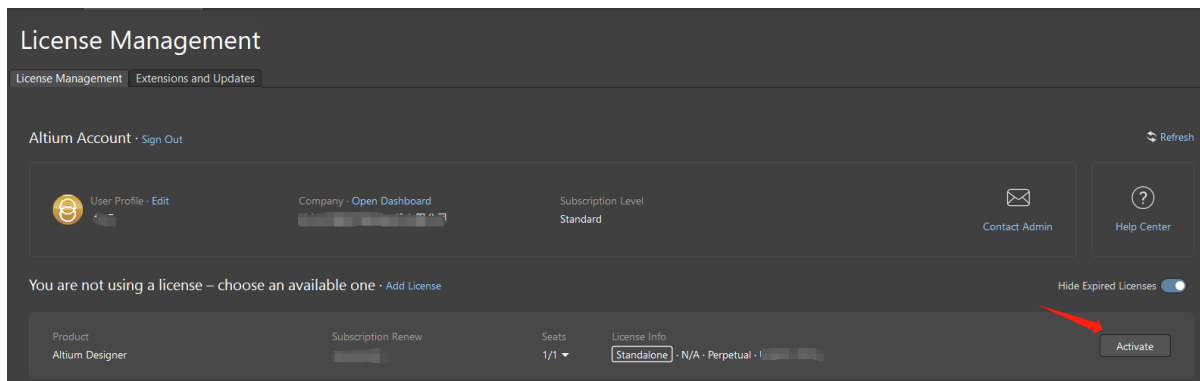 License Management
License Management Extensions and Updates
Altium Account · Sign Out
Refresh
User Profile · Edit
Company · Open Dashboard
Subscription Level
Standard
Contact Admin
Help Center
You are not using a license – choose an available one · Add License
Hide Expired Licenses
Product Subscription Renew Seats License Info
Altium Designer 1/1 Standalone · N/A · Perpetual ·
Activate